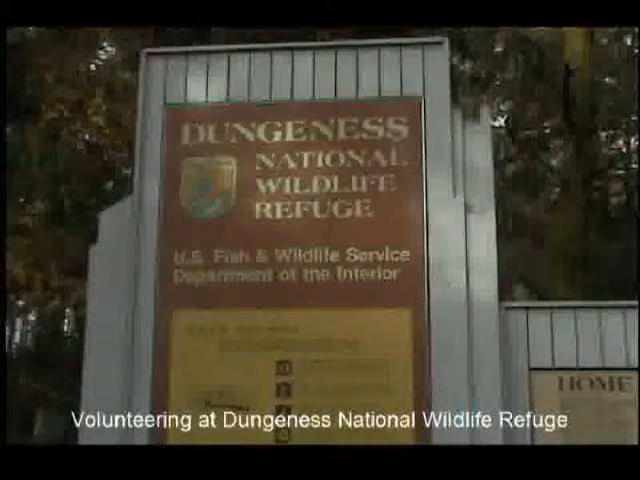 DUNGENESS
NATIONAL
WILDLIFE
REFUGE
U.S. Fish & Wildlife Service
Department of the Interior
HOME
Volunteering at Dungeness National Wildlife Refuge